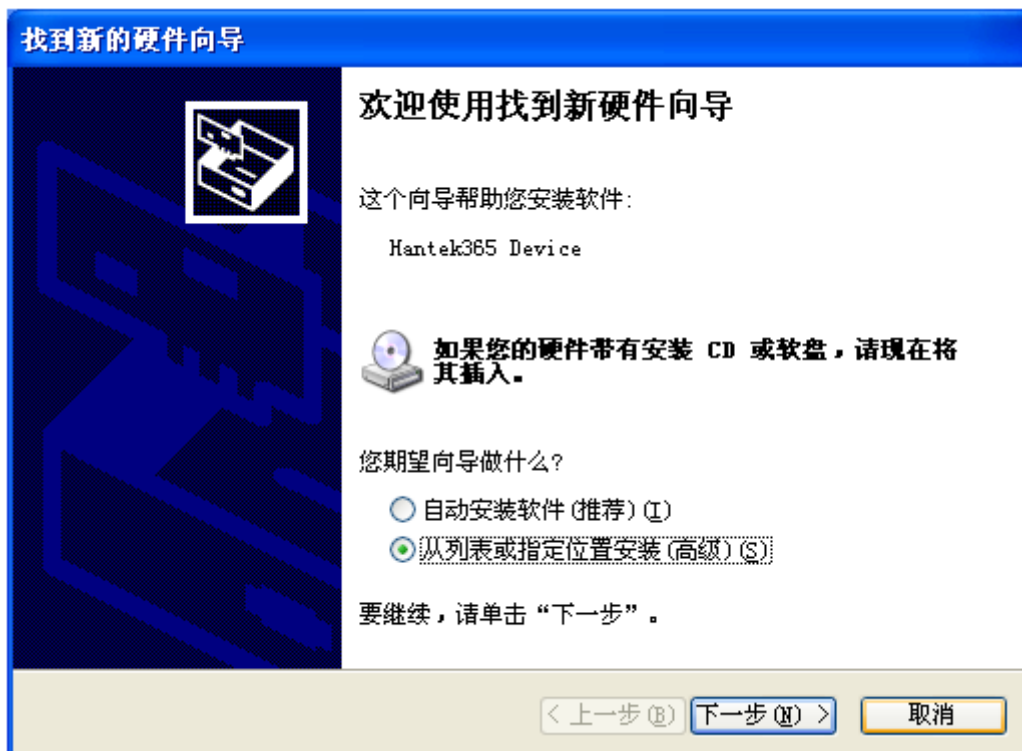 找到新的硬件向导
欢迎使用找到新硬件向导
这个向导帮助您安装软件:
Hantek365 Device
如果您的硬件带有安装 CD 或软盘，请现在将
其插入。
您期望向导做什么?
自动安装软件(推荐)(I)
从列表或指定位置安装(高级)(S)
要继续，请单击“下一步”。
< 上一步(B) 下一步(N) > 取消